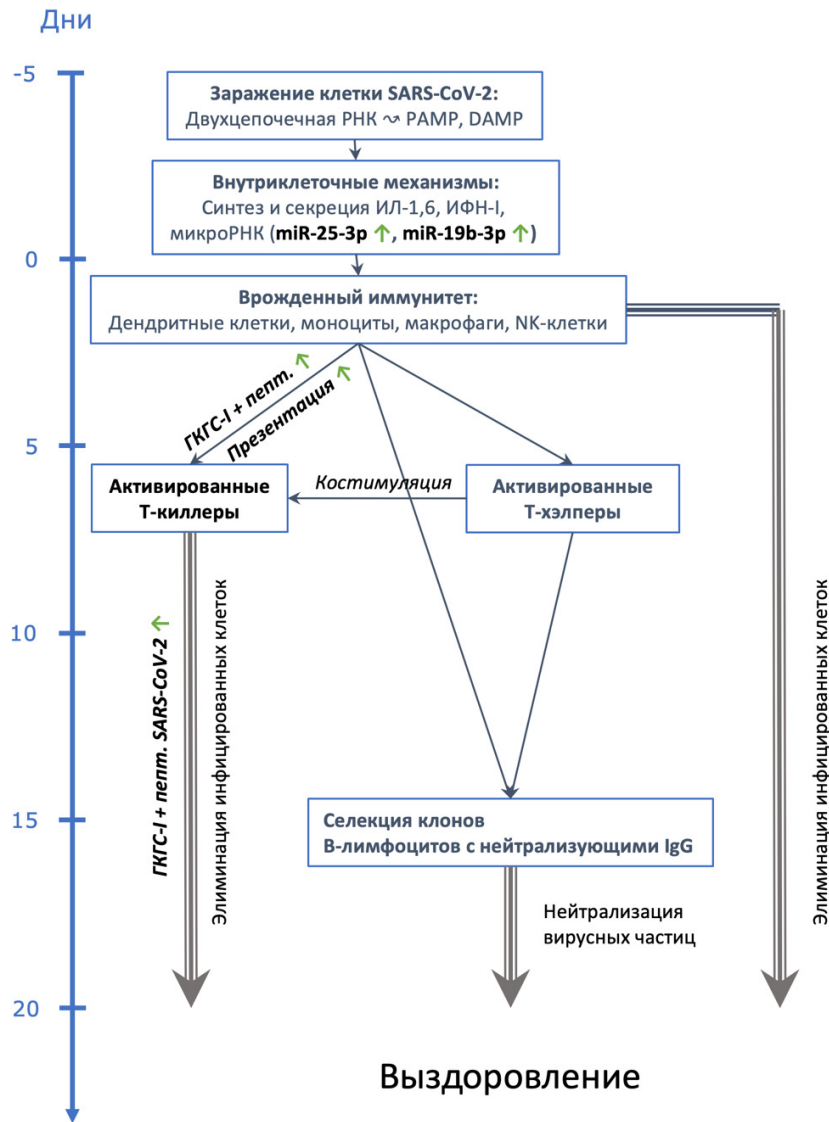 Дни
-5
Заражение клетки SARS-CoV-2:
Двухцепочечная РНК ⤳ PAMP, DAMP
Внутриклеточные механизмы:
Синтез и секреция ИЛ-1,6, ИФН-I,
микроРНК (miR-25-3p ↑, miR-19b-3p ↑)
0
Врожденный иммунитет:
Дендритные клетки, моноциты, макрофаги, NK-клетки
ГКГС-I + пепт. ↑
Презентация ↑
5
Активированные
Т-киллеры
Костимуляция
Активированные
Т-хэлперы
10
ГКГС-I + пепт. SARS-CoV-2 ↑
Элиминация инфицированных клеток
Элиминация инфицированных клеток
15
Селекция клонов
В-лимфоцитов с нейтрализующими IgG
Нейтрализация
вирусных частиц
20
Выздоровление